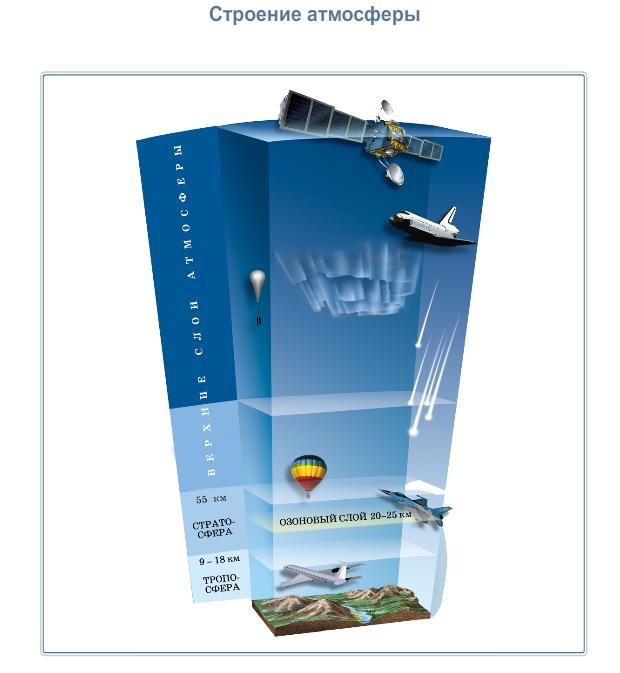 Строение атмосферы
ВЕРХНИЕ СЛОИ АТМОСФЕРЫ
55 км
СТРАТО-
СФЕРА
ОЗОНОВЫЙ СЛОЙ 20–25 км
9 – 18 км
ТРОПО-
СФЕРА